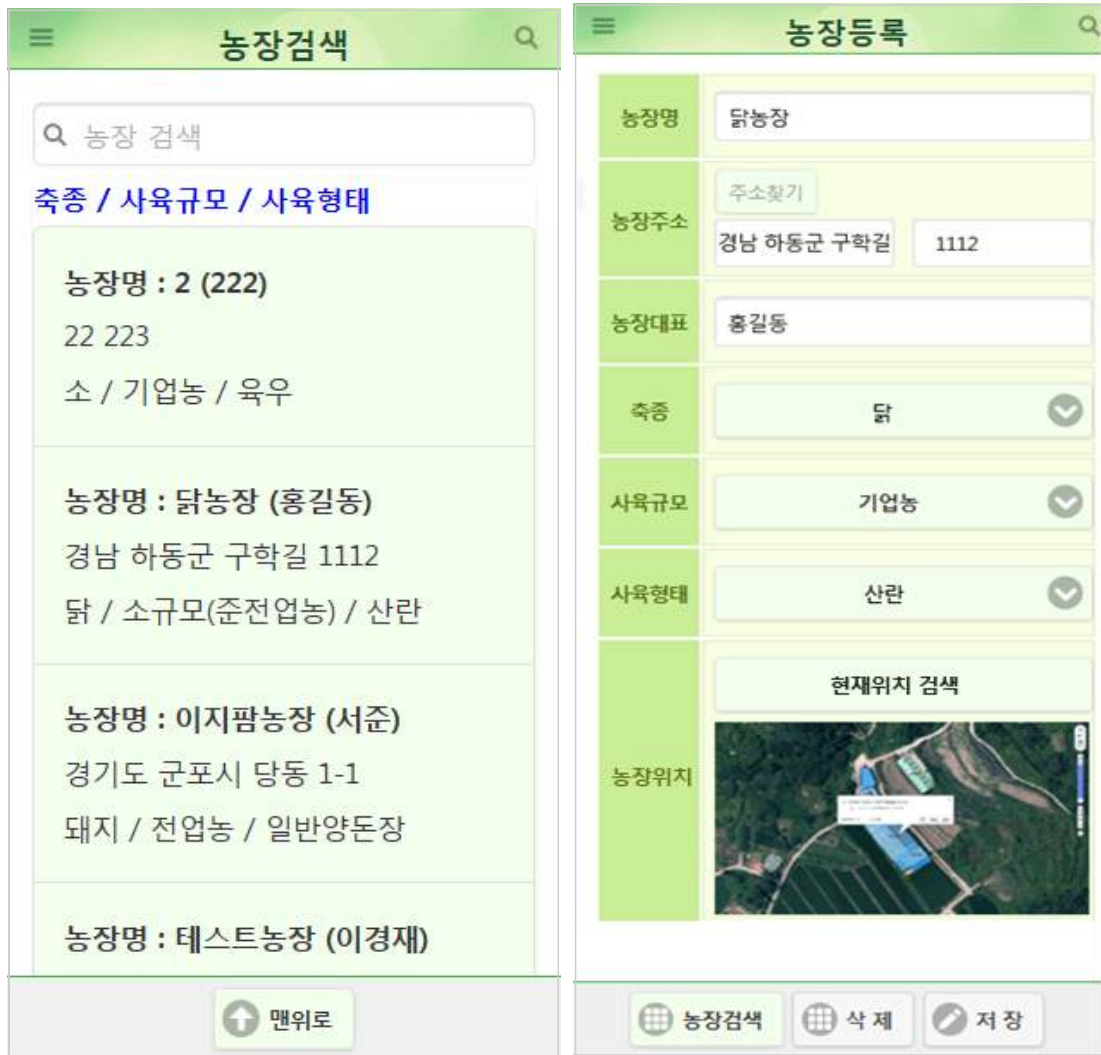 농장검색
농장 검색
축종 / 사육규모 / 사육형태
농장명 : 2 (222)
22 223
소 / 기업농 / 육우
농장명 : 닭농장 (홍길동)
경남 하동군 구학길 1112
닭 / 소규모(준전업농) / 산란
농장명 : 이지팜농장 (서준)
경기도 군포시 당동 1-1
돼지 / 전업농 / 일반양돈장
농장명 : 테스트농장 (이경재)
맨위로
농장등록
농장명 닭농장
농장주소 주소찾기
경남 하동군 구학길 1112
농장대표 홍길동
축종 닭
사육규모 기업농
사육형태 산란
농장위치 현재위치 검색
농장검색 삭 제 저 장